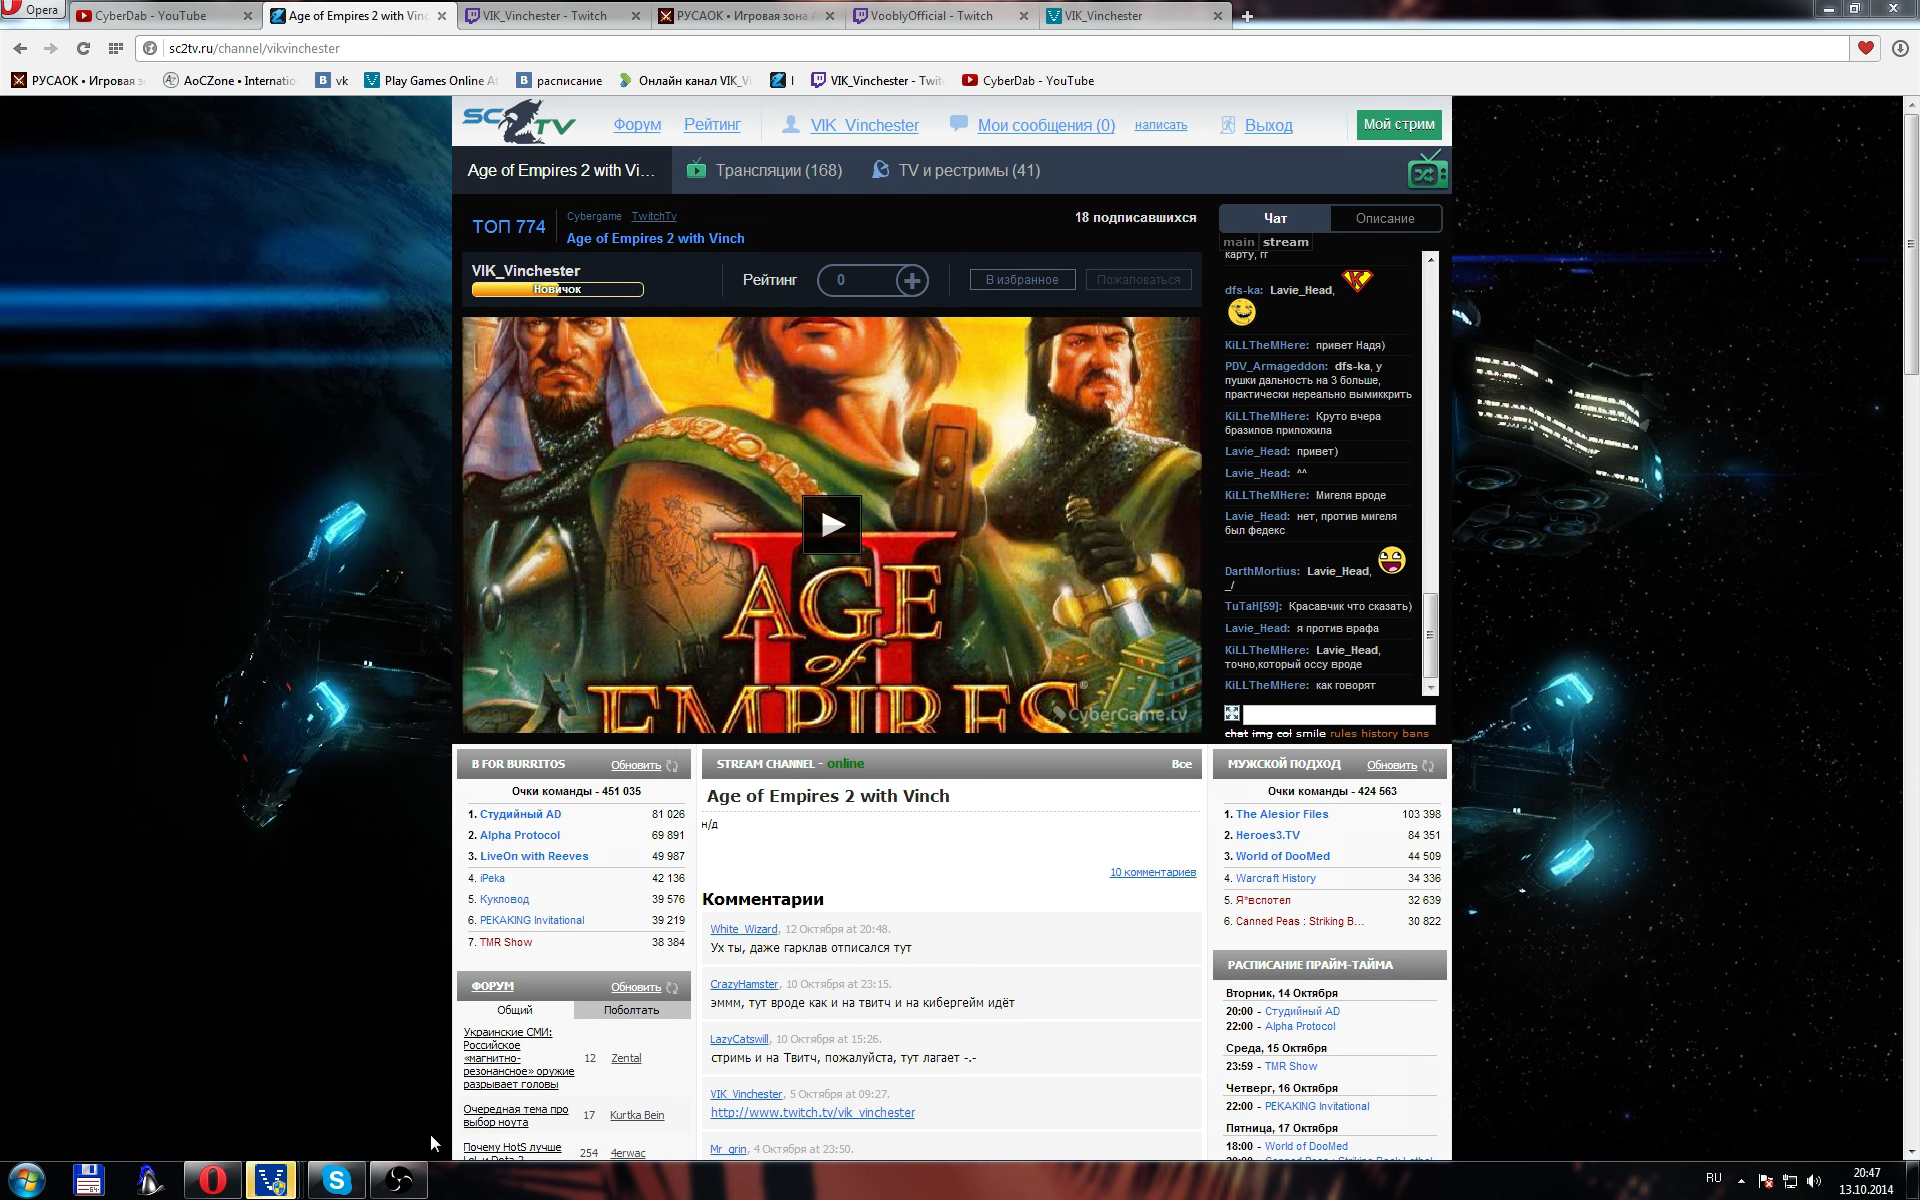 Opera
CyberDab - YouTube
Age of Empires 2 with Vinc
VIK_Vinchester - Twitch
РУСАОК • Игровая зона A
VooblyOfficial - Twitch
VIK_Vinchester
sc2tv.ru/channel/vikvinchester
РУСАОК • Игровая з
AoCZone • Internatio
vk
Play Games Online At
расписание
Онлайн канал VIK_V
I
VIK_Vinchester - Twit
CyberDab - YouTube
SC TV
Форум
Рейтинг
VIK_Vinchester
Мои сообщения (0)
написать
Выход
Мой стрим
Age of Empires 2 with Vi...
Трансляции (168)
TV и рестримы (41)
ТОП 774
Cybergame
TwitchTv
Age of Empires 2 with Vinch
18 подписавшихся
VIK_Vinchester
Новичок
Рейтинг
0
В избранное
Пожаловаться
AGE
of
EMPIRES
II
CyberGame.tv
Чат
Описание
main
stream
карту, гг
dfs-ka: Lavie_Head,
KiLLTheMHere: привет Надя)
PDV_Armageddon: dfs-ka, у
пушки дальность на 3 больше,
практически нереально вымиккрить
KiLLTheMHere: Круто вчера
бразилов приложила
Lavie_Head: привет)
Lavie_Head: ^^
KiLLTheMHere: Мигеля вроде
Lavie_Head: нет, против мигеля
был федекс
DarthMortius: Lavie_Head,
_/
TuTaH[59]: Красавчик что сказать)
Lavie_Head: я против врафа
KiLLTheMHere: Lavie_Head,
точно,который оссу вроде
KiLLTheMHere: как говорят
chat img col smile rules history bans
B FOR BURRITOS
Обновить
Очки команды - 451 035
1. Студийный AD 81 026
2. Alpha Protocol 69 891
3. LiveOn with Reeves 49 987
4. iPeka 42 136
5. Кукловод 39 576
6. PEKAKING Invitational 39 219
7. TMR Show 38 384
ФОРУМ
Обновить
Общий
Поболтать
Украинские СМИ:
Российское
«магнитно-
резонансное» оружие
разрывает головы
12
Zental
Очередная тема про
выбор ноута
17
Kurtka Bein
Почему HotS лучше
LoL и Dota 2
254
4erwac
STREAM CHANNEL - online
Все
Age of Empires 2 with Vinch
н/д
10 комментариев
Комментарии
White_Wizard, 12 Октября at 20:48.
Ух ты, даже гарклав отписался тут
CrazyHamster, 10 Октября at 23:15.
эммм, тут вроде как и на твитч и на кибергейм идёт
LazyCatswill, 10 Октября at 15:26.
стримь и на Твитч, пожалуйста, тут лагает -.-
VIK_Vinchester, 5 Октября at 09:27.
http://www.twitch.tv/vik_vinchester
Mr_grin, 4 Октября at 23:50.
МУЖСКОЙ ПОДХОД
Обновить
Очки команды - 424 563
1. The Alesior Files 103 398
2. Heroes3.TV 84 351
3. World of DooMed 44 509
4. Warcraft History 34 336
5. Я*вспотел 32 639
6. Canned Peas : Striking B... 30 822
РАСПИСАНИЕ ПРАЙМ-ТАЙМА
Вторник, 14 Октября
20:00 - Студийный AD
22:00 - Alpha Protocol
Среда, 15 Октября
23:59 - TMR Show
Четверг, 16 Октября
22:00 - PEKAKING Invitational
Пятница, 17 Октября
18:00 - World of DooMed
64
RU
20:47
13.10.2014